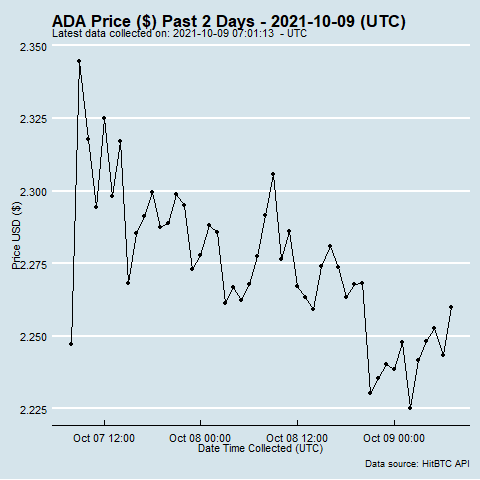 ADA Price ($) Past 2 Days - 2021-10-09 (UTC)
Latest data collected on: 2021-10-09 07:01:13  - UTC
2.350
2.325
2.300
2.275
2.250
2.225
Price USD ($)
Oct 07 12:00
Oct 08 00:00
Oct 08 12:00
Oct 09 00:00
Date Time Collected (UTC)
Data source: HitBTC API